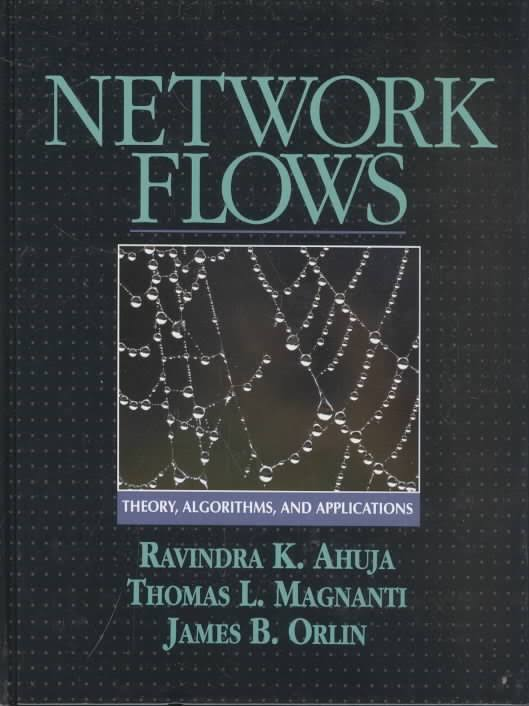 NETWORK
FLOWS
THEORY, ALGORITHMS, AND APPLICATIONS
RAVINDRA K. AHUJA
THOMAS L. MAGNANTI
JAMES B. ORLIN